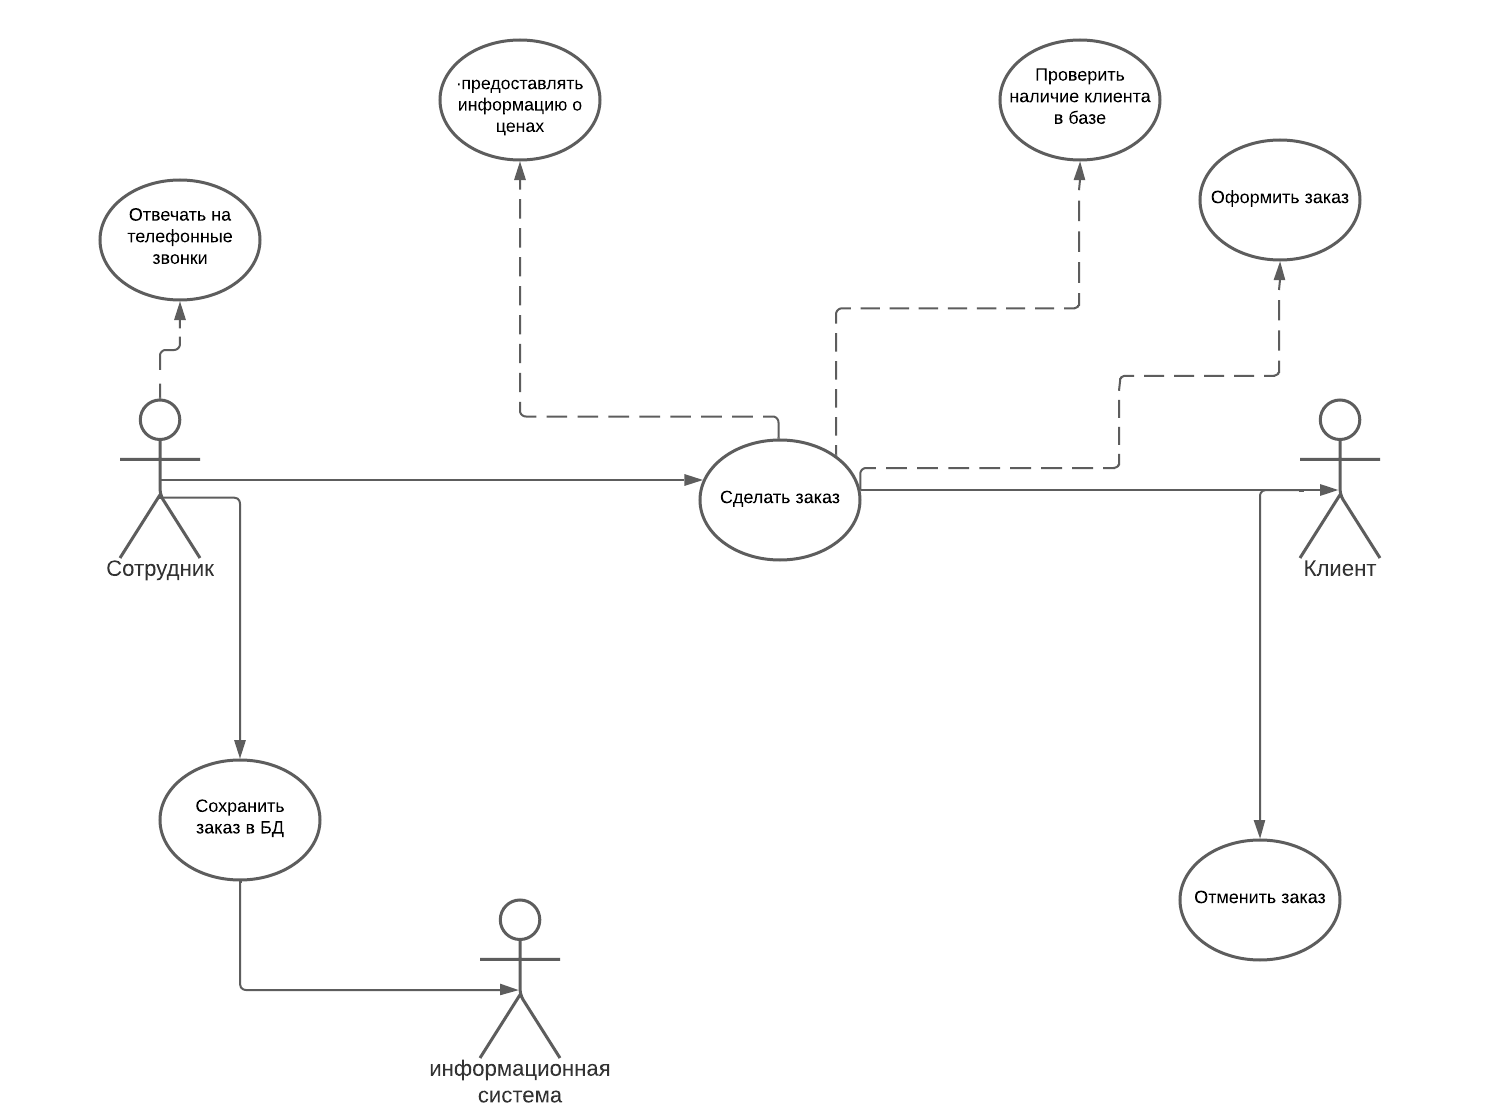 ·предоставлять
информацию о
ценах
Проверить
наличие клиента
в базе
Оформить заказ
Отвечать на
телефонные
звонки
Сделать заказ
Сотрудник
Клиент
Сохранить
заказ в БД
Отменить заказ
информационная
система